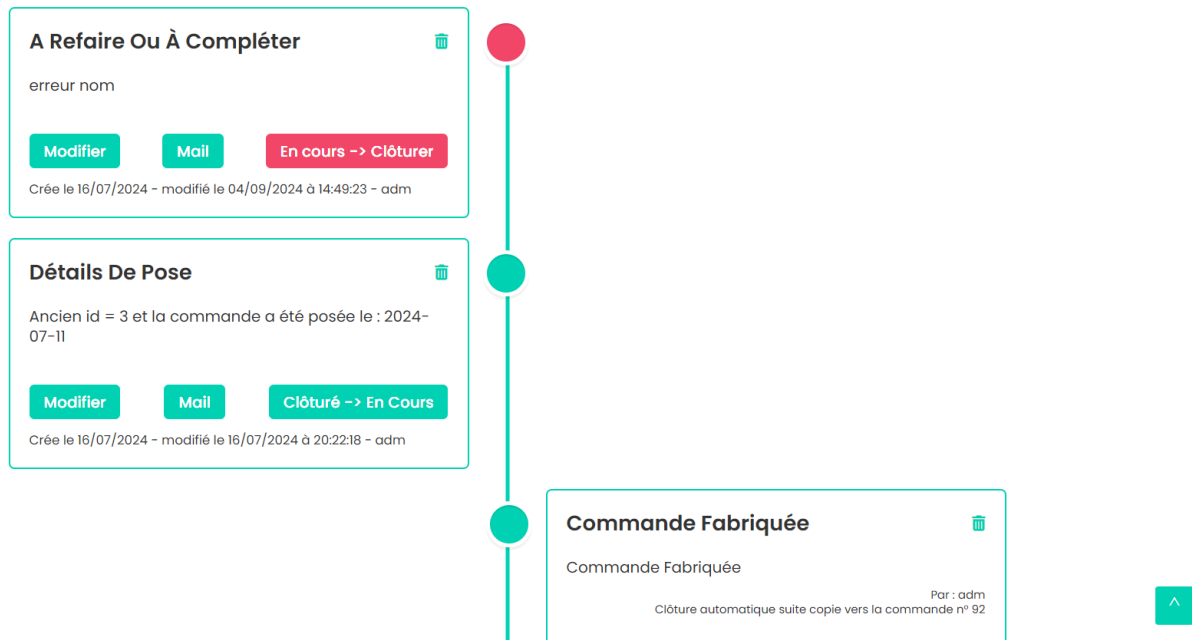 A Refaire Ou À Compléter
erreur nom
Modifier
Mail
En cours -> Clôturer
Crée le 16/07/2024 - modifié le 04/09/2024 à 14:49:23 - adm
Détails De Pose
Ancien id = 3 et la commande a été posée le : 2024-
07-11
Modifier
Mail
Clôturé -> En Cours
Crée le 16/07/2024 - modifié le 16/07/2024 à 20:22:18 - adm
Commande Fabriquée
Commande Fabriquée
Par : adm
Clôture automatique suite copie vers la commande n° 92
^